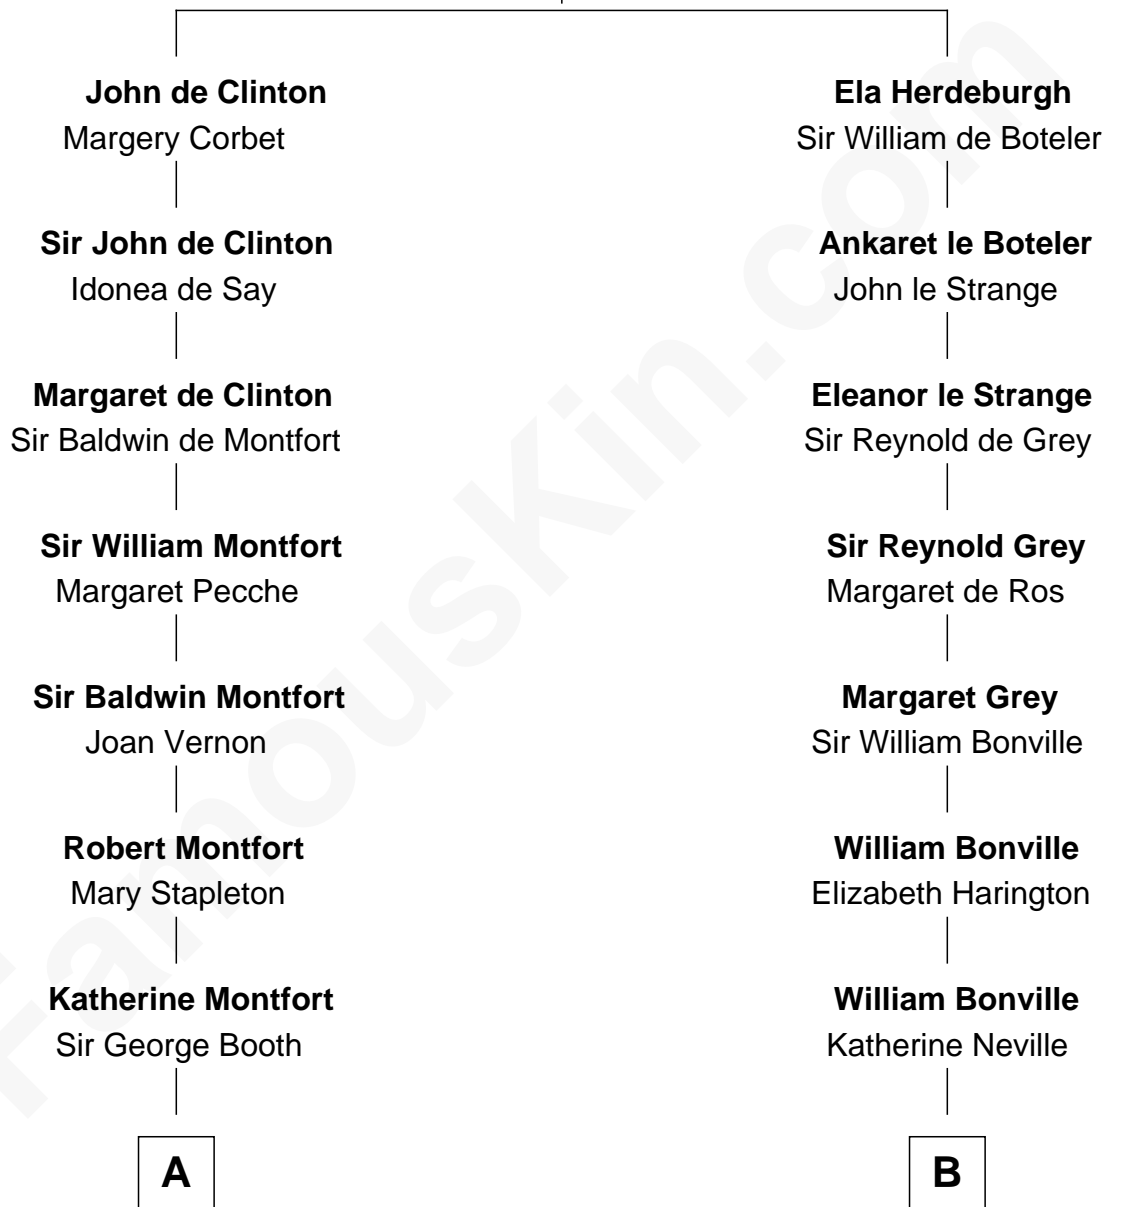 John de Clinton
Margery Corbet
Sir John de Clinton
Idonea de Say
Margaret de Clinton
Sir Baldwin de Montfort
Sir William Montfort
Margaret Pecche
Sir Baldwin Montfort
Joan Vernon
Robert Montfort
Mary Stapleton
Katherine Montfort
Sir George Booth
A
Ela Herdeburgh
Sir William de Boteler
Ankaret le Boteler
John le Strange
Eleanor le Strange
Sir Reynold de Grey
Sir Reynold Grey
Margaret de Ros
Margaret Grey
Sir William Bonville
William Bonville
Elizabeth Harington
William Bonville
Katherine Neville
B
FamousKin.com